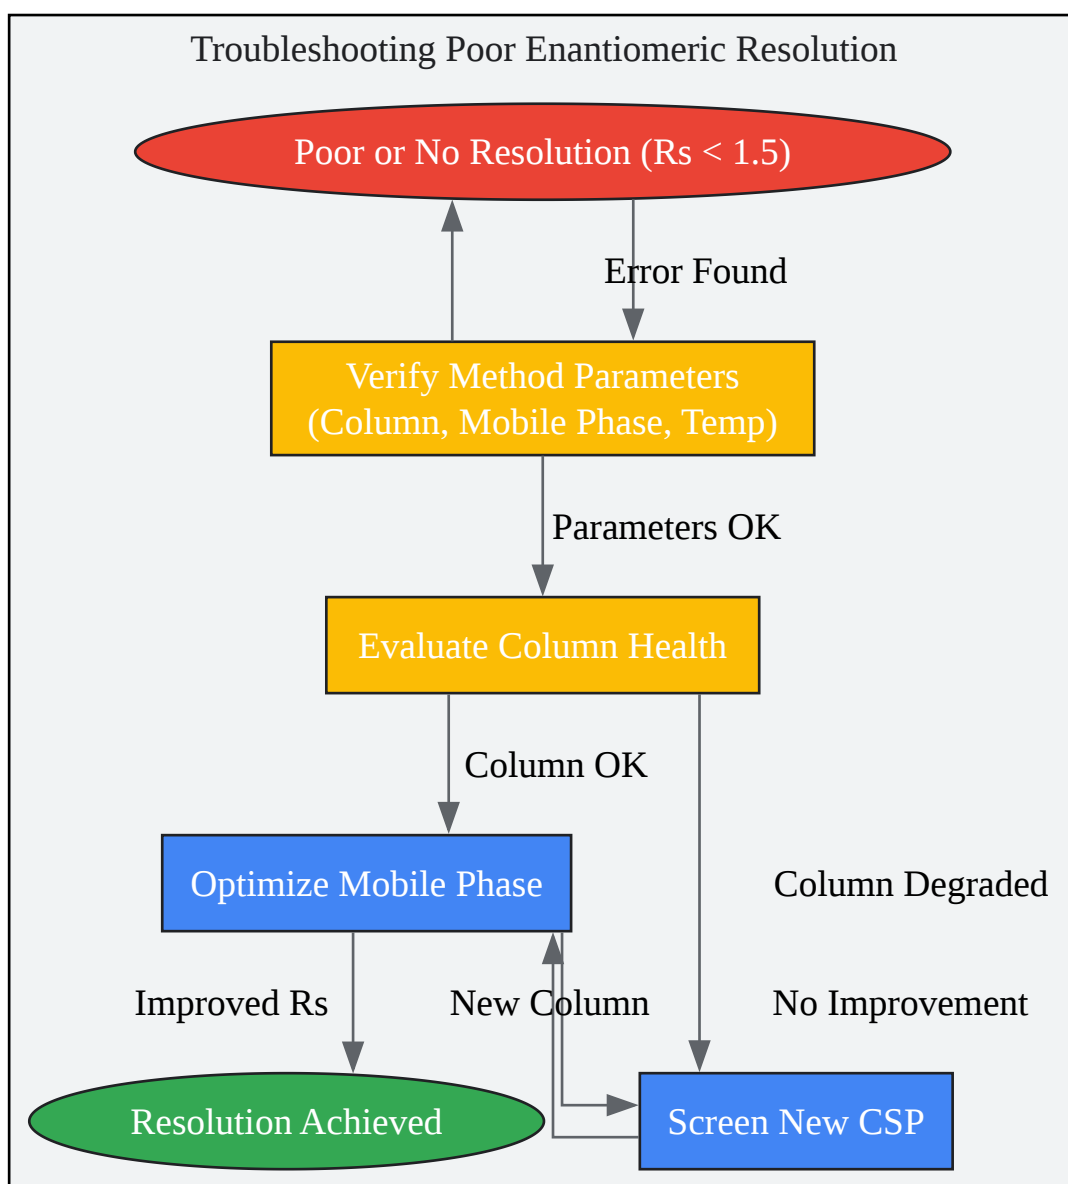 Troubleshooting Poor Enantiomeric Resolution
Poor or No Resolution (Rs < 1.5)
Error Found
Verify Method Parameters
(Column, Mobile Phase, Temp)
Parameters OK
Evaluate Column Health
Column OK
Optimize Mobile Phase
Column Degraded
Improved Rs
New Column
No Improvement
Resolution Achieved
Screen New CSP